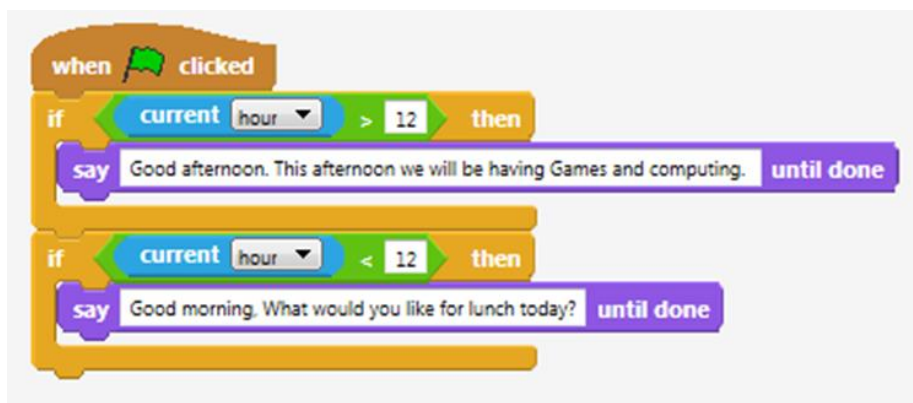 when clicked
if current hour > 12 then
say Good afternoon. This afternoon we will be having Games and computing. until done
if current hour < 12 then
say Good morning, What would you like for lunch today? until done